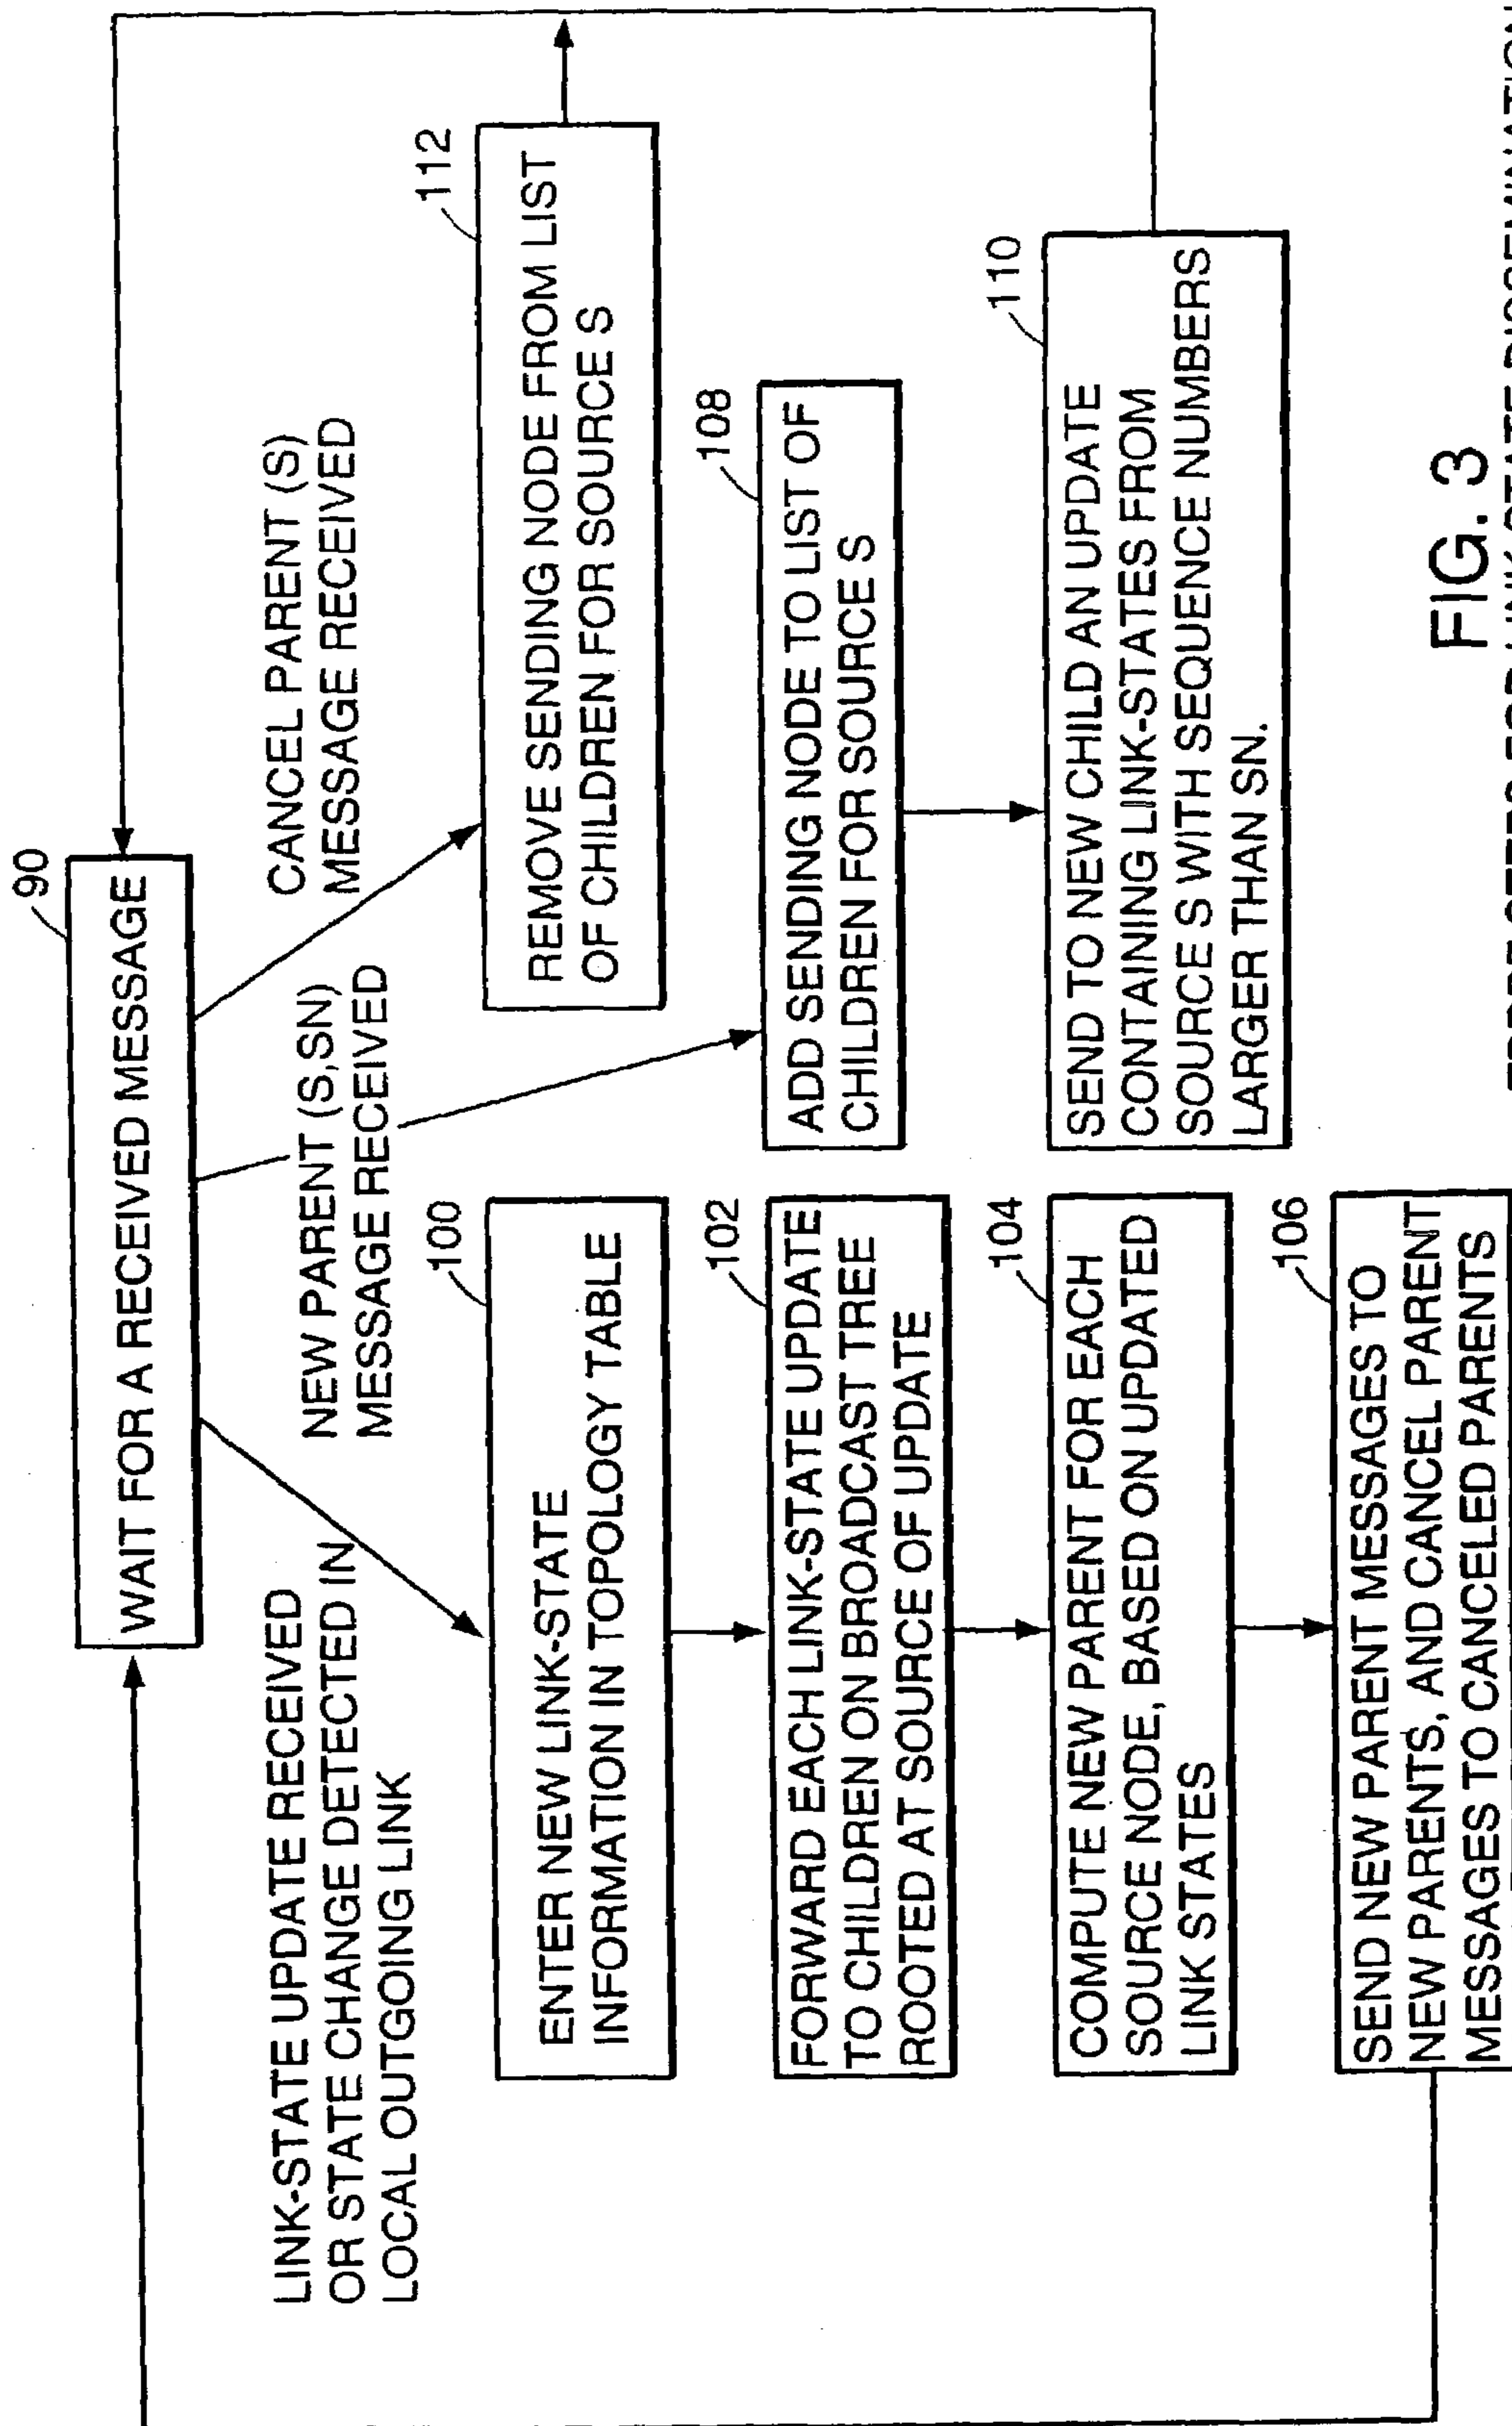 90
WAIT FOR A RECEIVED MESSAGE
LINK-STATE UPDATE RECEIVED
OR STATE CHANGE DETECTED IN
LOCAL OUTGOING LINK
NEW PARENT (S,SN)
MESSAGE RECEIVED
CANCEL PARENT (S)
MESSAGE RECEIVED
100
ENTER NEW LINK-STATE
INFORMATION IN TOPOLOGY TABLE
102
FORWARD EACH LINK-STATE UPDATE
TO CHILDREN ON BROADCAST TREE
ROOTED AT SOURCE OF UPDATE
104
COMPUTE NEW PARENT FOR EACH
SOURCE NODE, BASED ON UPDATED
LINK STATES
106
SEND NEW PARENT MESSAGES TO
NEW PARENTS, AND CANCEL PARENT
MESSAGES TO CANCELED PARENTS
112
REMOVE SENDING NODE FROM LIST
OF CHILDREN FOR SOURCE S
108
ADD SENDING NODE TO LIST OF
CHILDREN FOR SOURCE S
110
SEND TO NEW CHILD AN UPDATE
CONTAINING LINK-STATES FROM
SOURCE S WITH SEQUENCE NUMBERS
LARGER THAN SN.
FIG. 3
STEPS FOR LINK-STATE DISSEMINATION